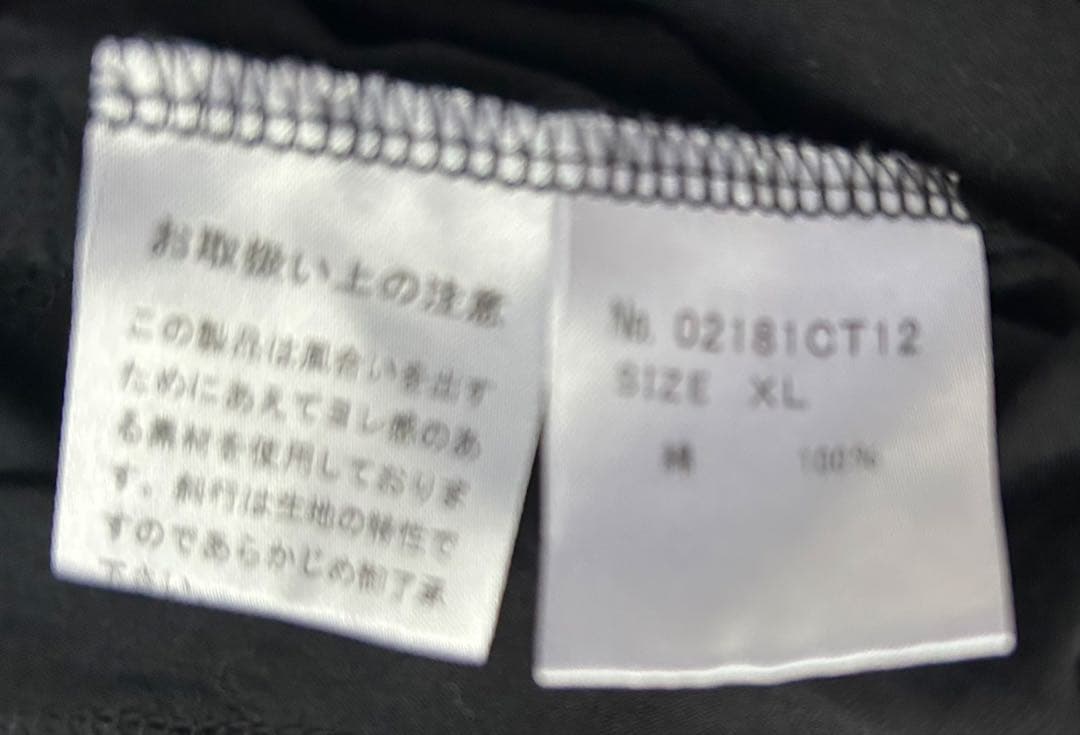 お取扱い上の注意
この製品は風合いを出す
ためにあえてヨレ感のあ
る素材を使用しておりま
す。斜行は生地の特性で
すのであらかじめ御了承
下さい
No. 02181CT12
SIZE XL
綿 100%